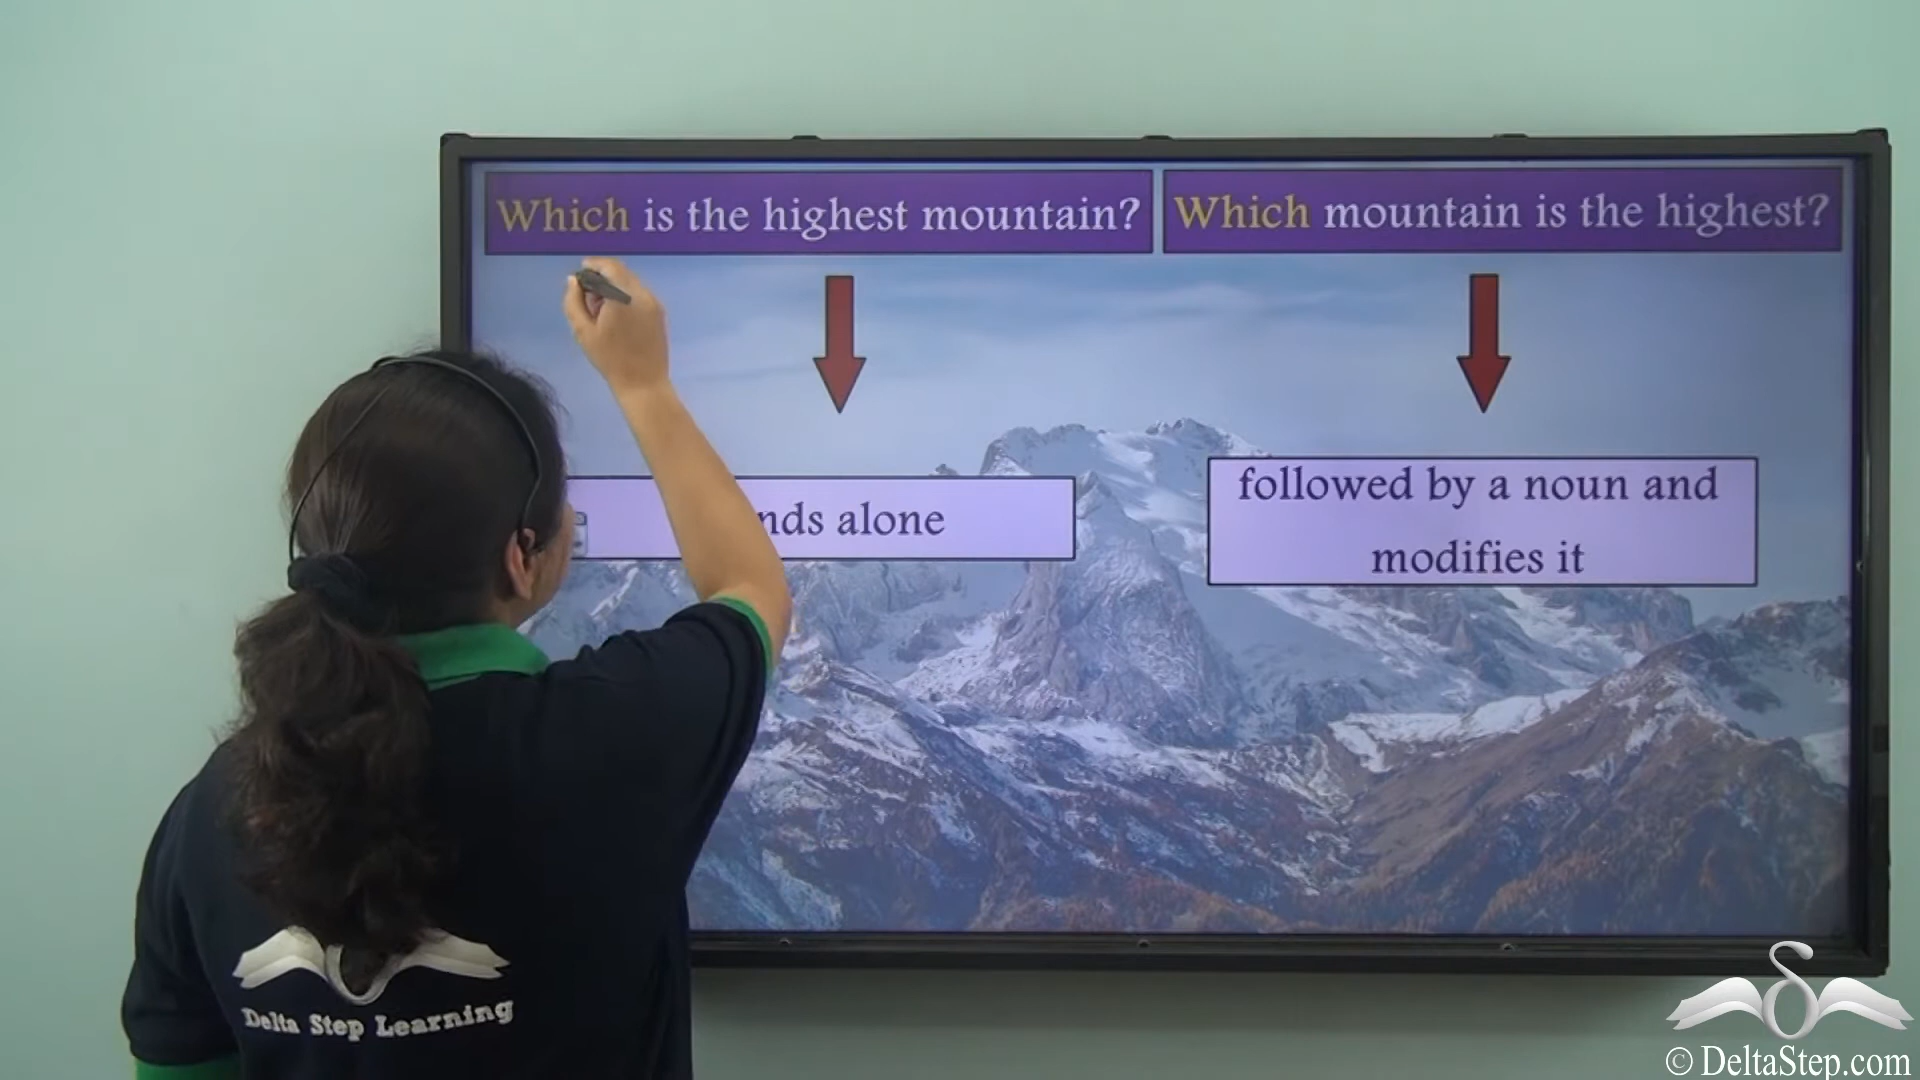 Which is the highest mountain?
Which mountain is the highest?
alone
followed by a noun and
modifies it
Delta Step Learning
© DeltaStep.com